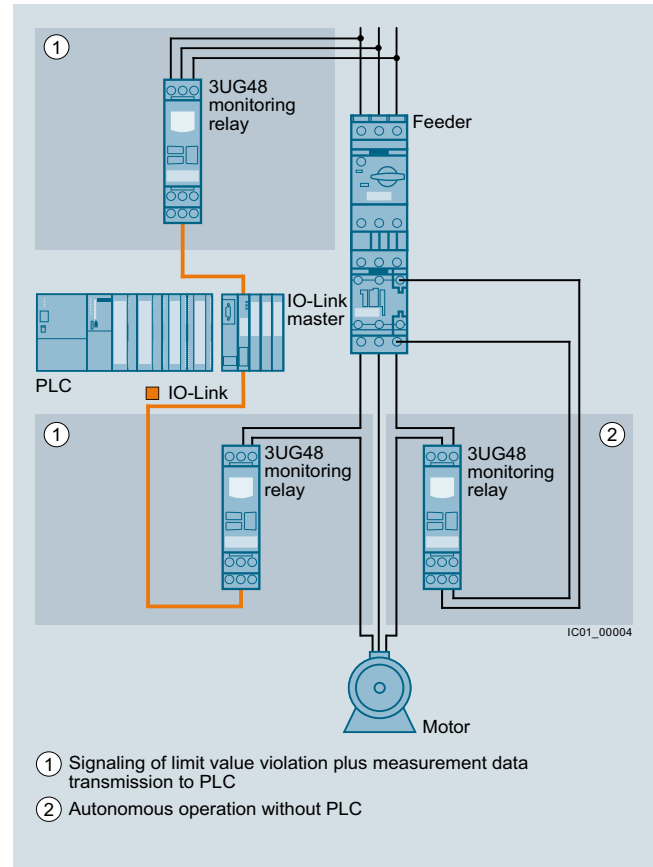 1
3UG48
monitoring
relay
Feeder
IO-Link
master
PLC
IO-Link
1
3UG48
monitoring
relay
2
3UG48
monitoring
relay
IC01_00004
Motor
1 Signaling of limit value violation plus measurement data
transmission to PLC
2 Autonomous operation without PLC